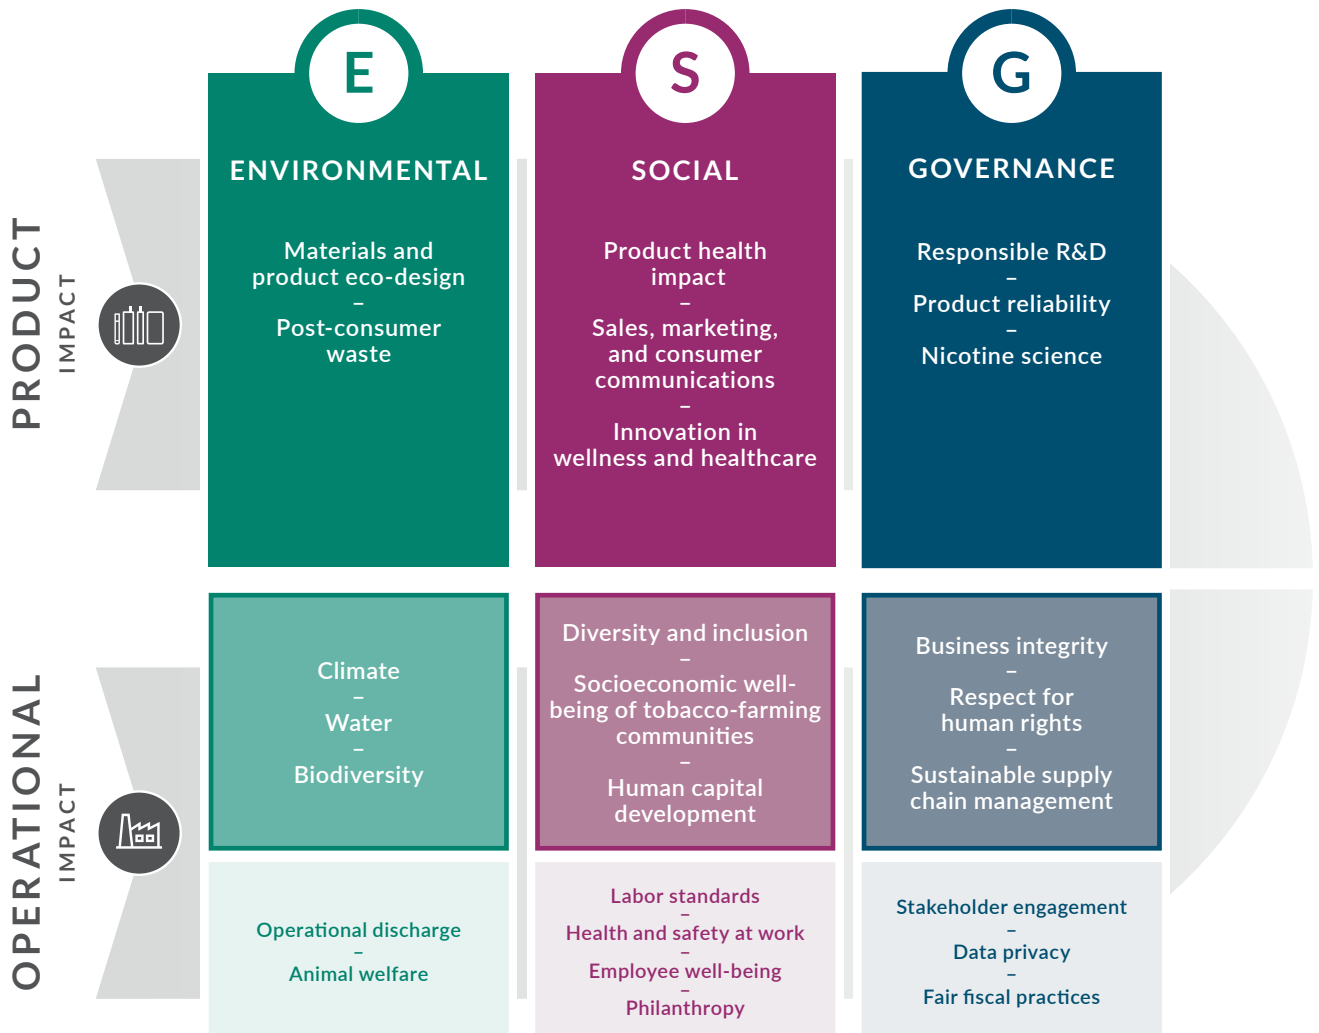 E
ENVIRONMENTAL
Materials and
product eco-design
–
Post-consumer
waste
S
SOCIAL
Product health
impact
–
Sales, marketing,
and consumer
communications
–
Innovation in
wellness and healthcare
G
GOVERNANCE
Responsible R&D
–
Product reliability
–
Nicotine science
PRODUCT
IMPACT
OPERATIONAL
IMPACT
Climate
–
Water
–
Biodiversity
Diversity and inclusion
–
Socioeconomic well-
being of tobacco-farming
communities
–
Human capital
development
Business integrity
–
Respect for
human rights
–
Sustainable supply
chain management
Operational discharge
–
Animal welfare
Labor standards
–
Health and safety at work
–
Employee well-being
–
Philanthropy
Stakeholder engagement
–
Data privacy
–
Fair fiscal practices